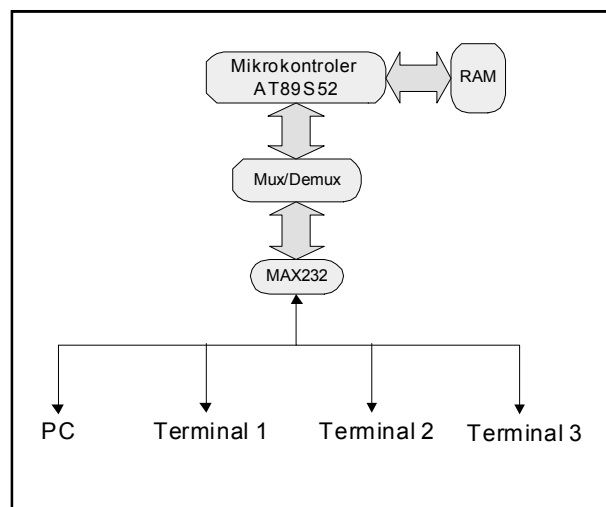 Mikrokontroler
AT89S52
RAM
Mux/Demux
MAX232
PC
Terminal 1
Terminal 2
Terminal 3